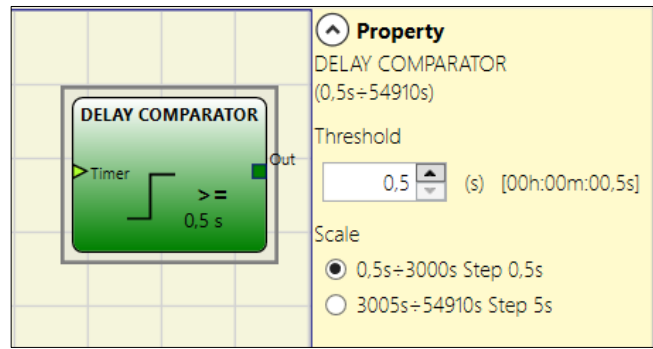 DELAY COMPARATOR
Timer
Out
>=
0,5 s
Property
DELAY COMPARATOR
(0,5s÷54910s)
Threshold
0,5 (s) [00h:00m:00,5s]
Scale
0,5s÷3000s Step 0,5s
3005s÷54910s Step 5s